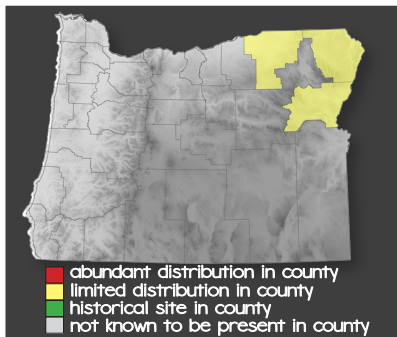 abundant distribution in county
limited distribution in county
historical site in county
not known to be present in county